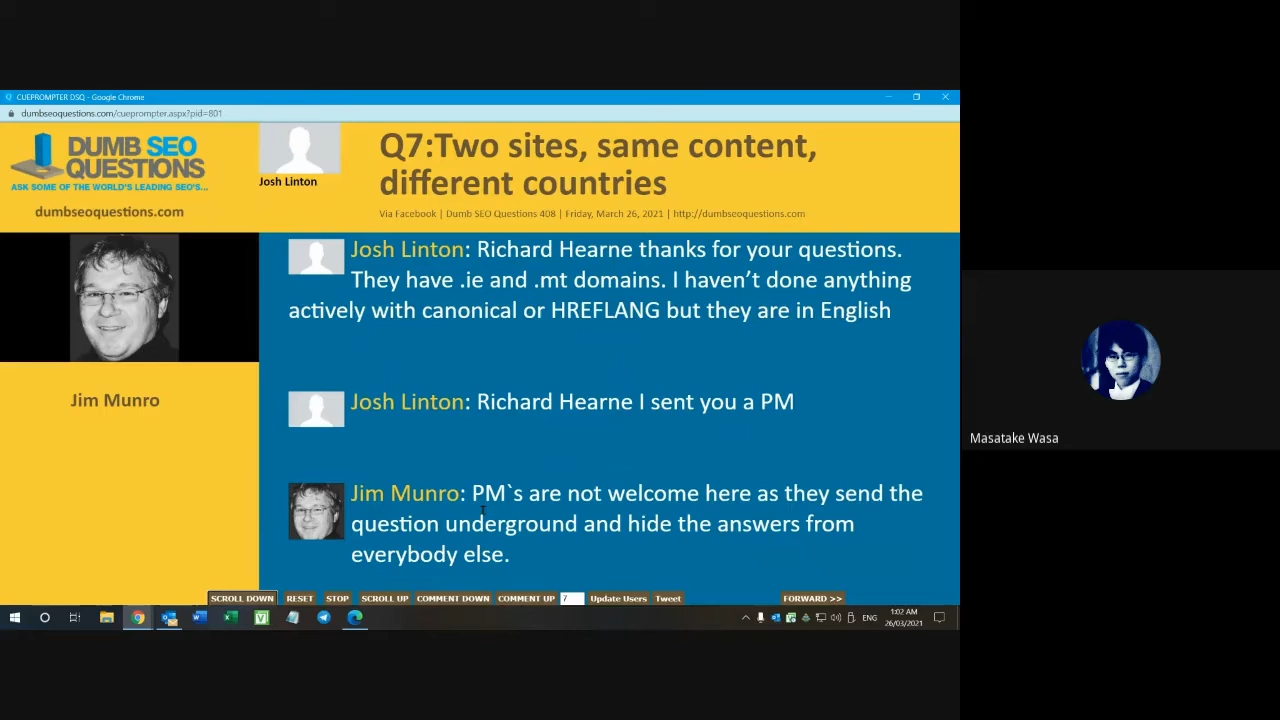 CUEPROMPTER DSQ - Google Chrome
dumbseoquestions.com/cueprompter.aspx?pid=801
DUMB SEO
QUESTIONS
ASK SOME OF THE WORLD'S LEADING SEO'S...
dumbseoquestions.com
Josh Linton
Q7:Two sites, same content,
different countries
Via Facebook | Dumb SEO Questions 408 | Friday, March 26, 2021 | http://dumbseoquestions.com
Jim Munro
Josh Linton: Richard Hearne thanks for your questions.
They have .ie and .mt domains. I haven’t done anything
actively with canonical or HREFLANG but they are in English
Josh Linton: Richard Hearne I sent you a PM
Jim Munro: PM`s are not welcome here as they send the
question underground and hide the answers from
everybody else.
SCROLL DOWN RESET STOP SCROLL UP COMMENT DOWN COMMENT UP 7 Update Users Tweet FORWARD >>
ENG 1:02 AM
26/03/2021
Masatake Wasa